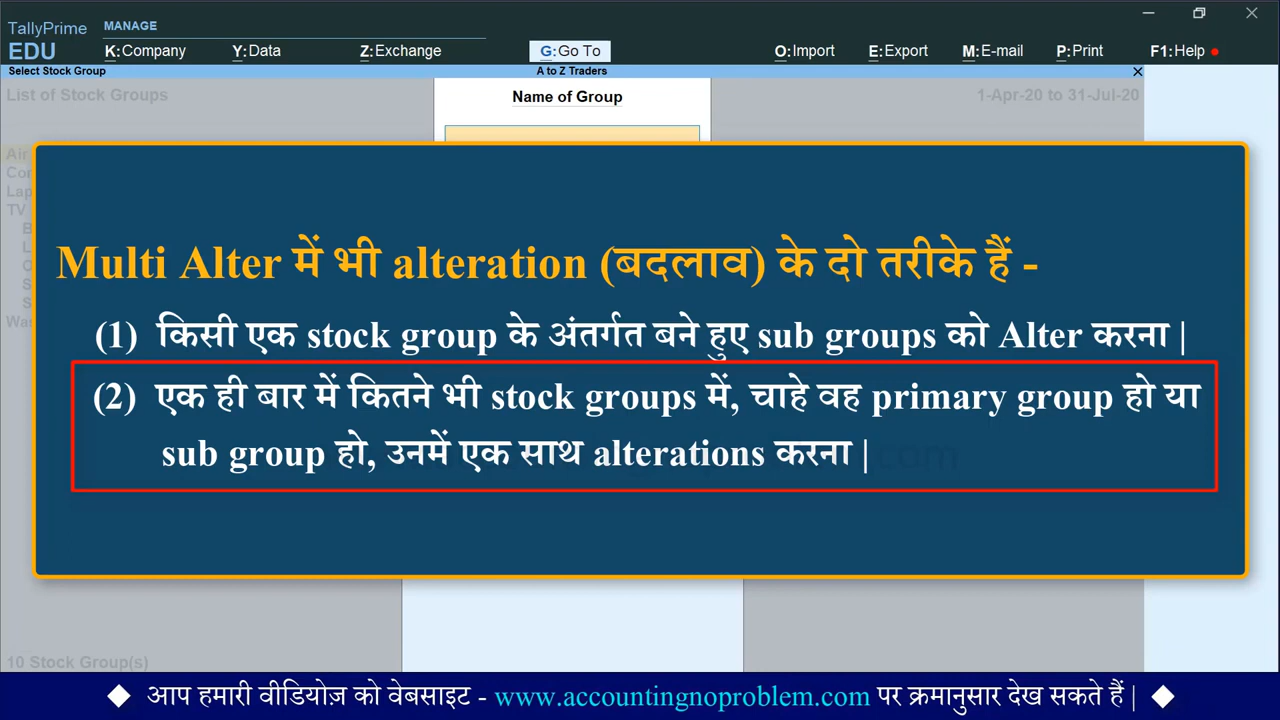 MANAGE
TallyPrime
EDU
K:Company Y:Data Z:Exchange G:Go To O:Import E:Export M:E-mail P:Print F1:Help
Select Stock Group A to Z Traders
List of Stock Groups Name of Group 1-Apr-20 to 31-Jul-20
Air
TV
Multi Alter में भी alteration (बदलाव) के दो तरीके हैं -
(1) किसी एक stock group के अंतर्गत बने हुए sub groups को Alter करना |
(2) एक ही बार में कितने भी stock groups में, चाहे वह primary group हो या
sub group हो, उनमें एक साथ alterations करना |
10 Stock Group(s)
◆ आप हमारी वीडियोज़ को वेबसाइट - www.accountingnoproblem.com पर क्रमानुसार देख सकते हैं | ◆